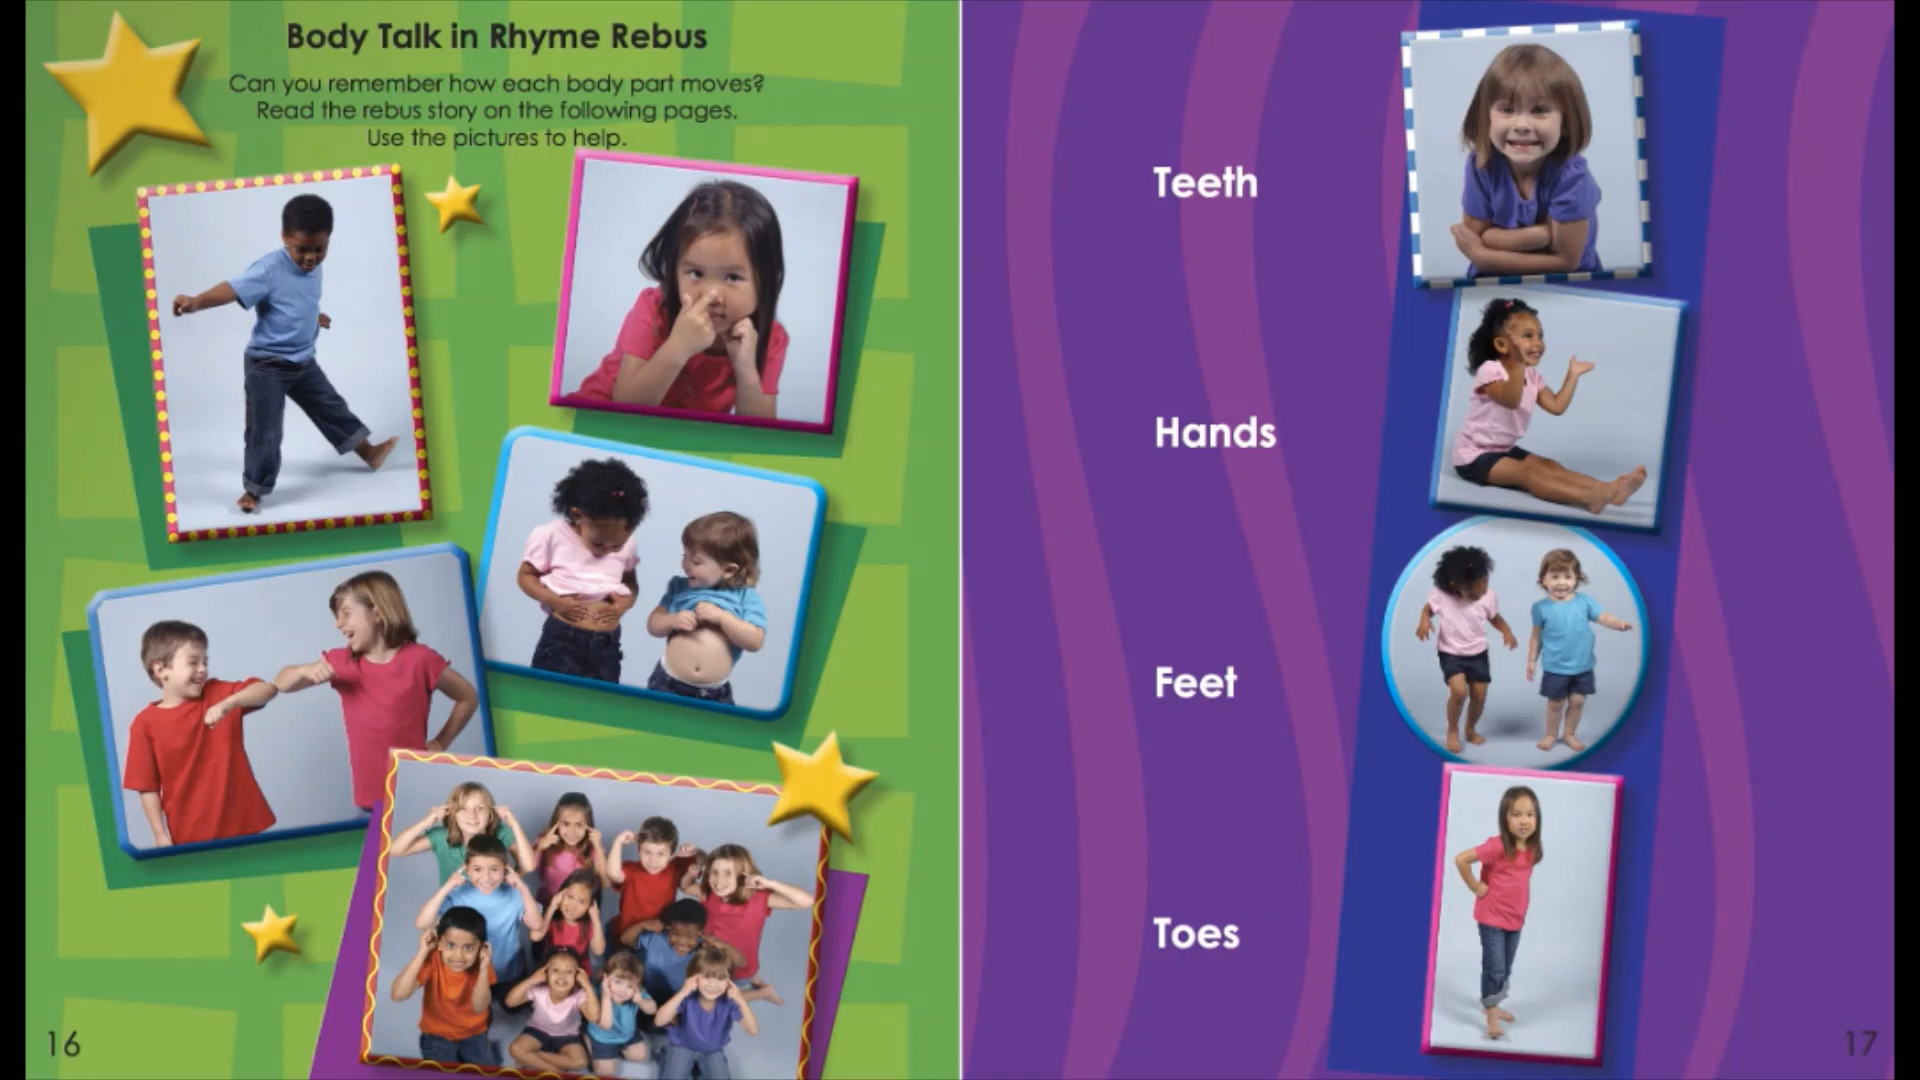 Body Talk in Rhyme Rebus
Can you remember how each body part moves?
Read the rebus story on the following pages.
Use the pictures to help.
16
Teeth
Hands
Feet
Toes
17